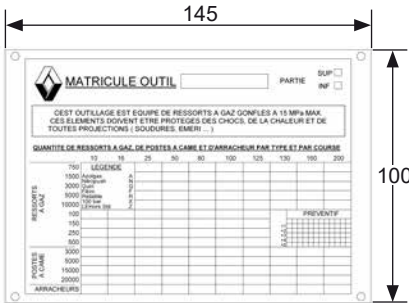 145
MATRICULE OUTIL
PARTIE
SUP
INF
CEST OUTILLAGE EST EQUIPE DE RESSORTS A GAZ GONFLES A 15 MPa MAX
CES ELEMENTS DOIVENT ETRE PROTEGES DES CHOCS, DE LA CHALEUR ET DE
TOUTES PROJECTIONS ( SOUDURES, EMERI ... )
100
QUANTITE DE RESSORTS A GAZ, DE POSTES A CAME ET D'ARRACHEUR PAR TYPE ET PAR COURSE
10 16 25 50 80 100 125 130 160 200
RESSORTS A GAZ
750 LEGENDE
1500
3000
5000
10000
100
PREVENTIF
150
250
500
POSTES A CAME
3000
5000
15000
20000
ARRACHEURS